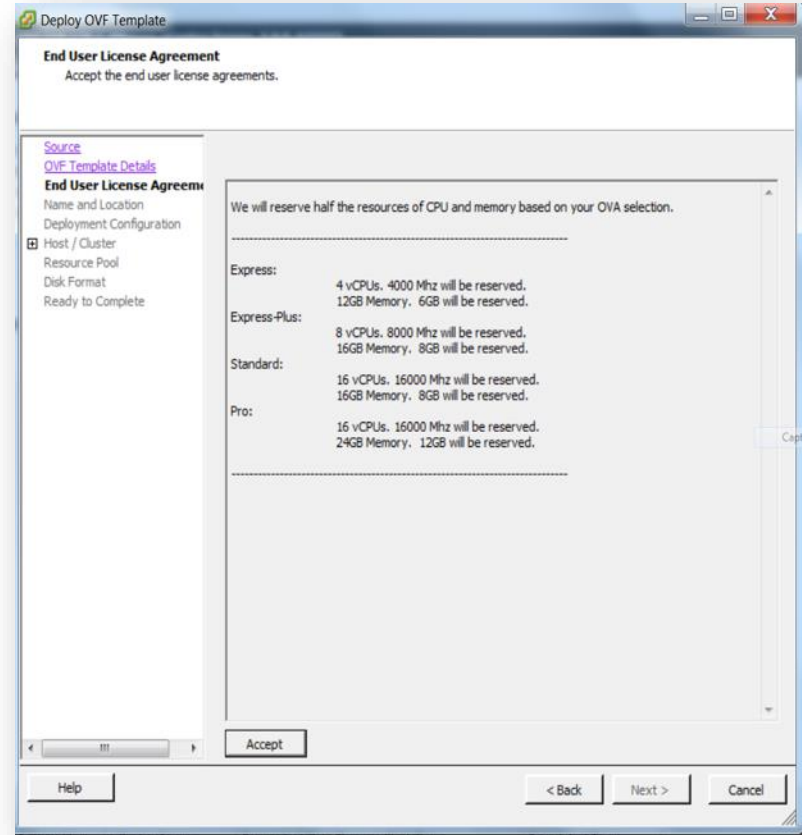 Deploy OVF Template
End User License Agreement
Accept the end user license agreements.
Source
OVF Template Details
End User License Agreeme
Name and Location
Deployment Configuration
Host / Cluster
Resource Pool
Disk Format
Ready to Complete
We will reserve half the resources of CPU and memory based on your OVA selection.
--------------------------------------------------------------------------------
Express:
4 vCPUs. 4000 Mhz will be reserved.
12GB Memory. 6GB will be reserved.
Express-Plus:
8 vCPUs. 8000 Mhz will be reserved.
16GB Memory. 8GB will be reserved.
Standard:
16 vCPUs. 16000 Mhz will be reserved.
16GB Memory. 8GB will be reserved.
Pro:
16 vCPUs. 16000 Mhz will be reserved.
24GB Memory. 12GB will be reserved.
--------------------------------------------------------------------------------
Capt
Accept
Help
< Back
Next >
Cancel